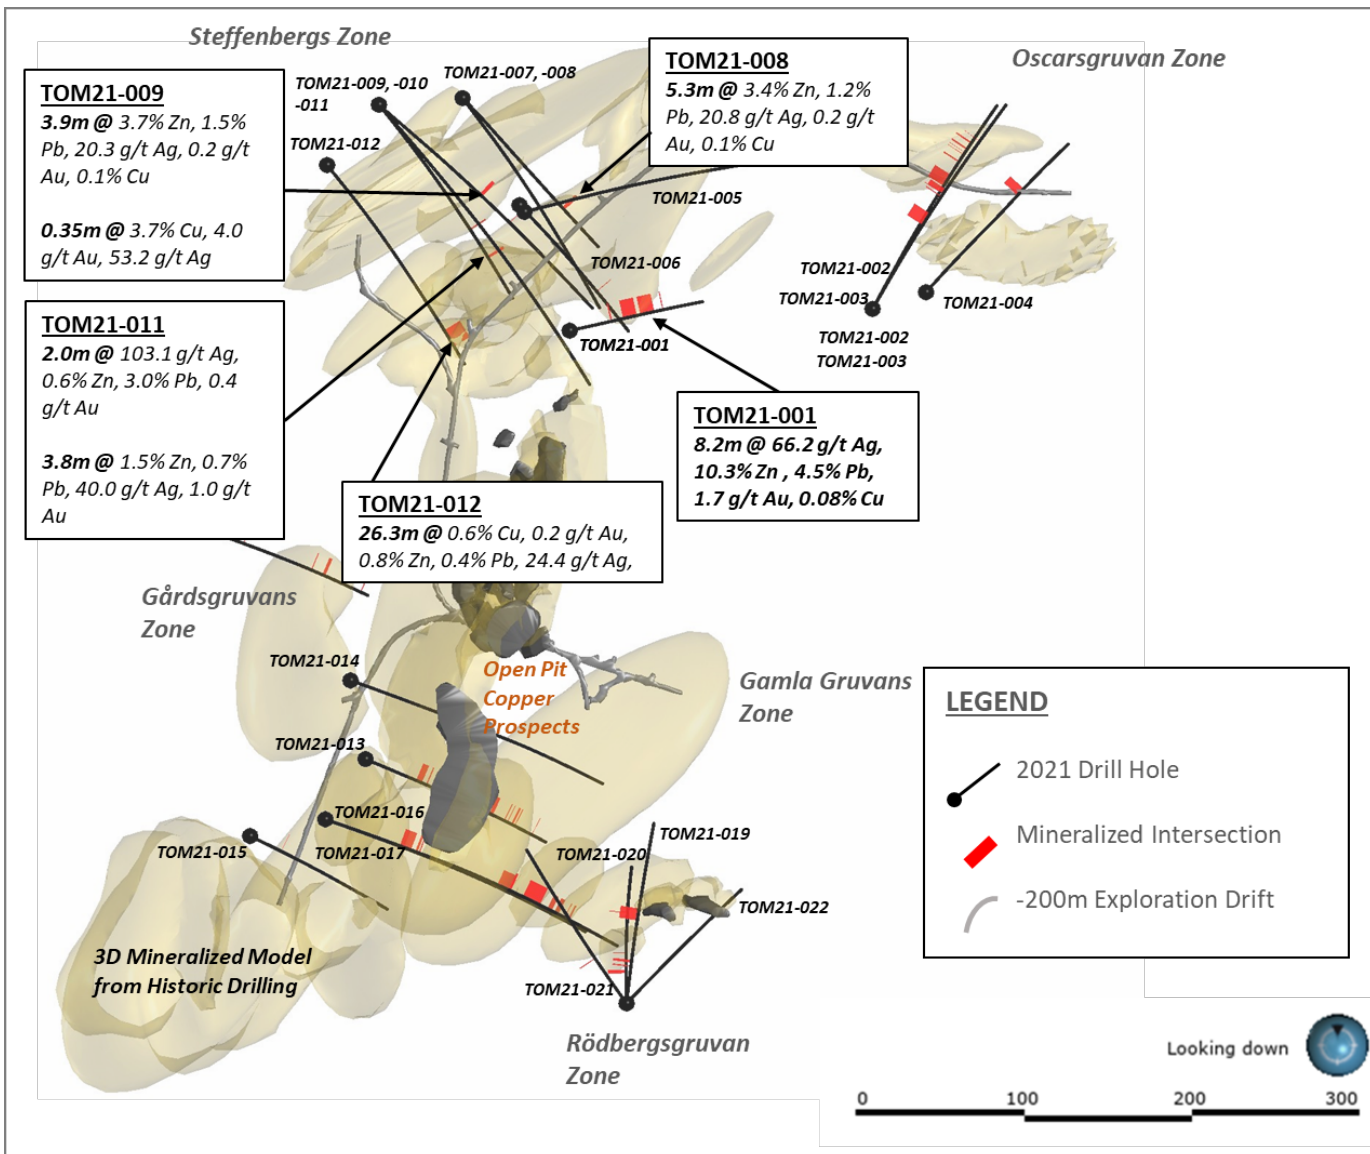 Steffenbergs Zone
Oscarsgruvan Zone
TOM21-009
3.9m @ 3.7% Zn, 1.5%
Pb, 20.3 g/t Ag, 0.2 g/t
Au, 0.1% Cu
0.35m @ 3.7% Cu, 4.0
g/t Au, 53.2 g/t Ag
TOM21-009, -010
-011
TOM21-007, -008
TOM21-012
TOM21-008
5.3m @ 3.4% Zn, 1.2%
Pb, 20.8 g/t Ag, 0.2 g/t
Au, 0.1% Cu
TOM21-005
TOM21-006
TOM21-001
TOM21-002
TOM21-003
TOM21-004
TOM21-002
TOM21-003
TOM21-011
2.0m @ 103.1 g/t Ag,
0.6% Zn, 3.0% Pb, 0.4
g/t Au
3.8m @ 1.5% Zn, 0.7%
Pb, 40.0 g/t Ag, 1.0 g/t
Au
TOM21-001
8.2m @ 66.2 g/t Ag,
10.3% Zn , 4.5% Pb,
1.7 g/t Au, 0.08% Cu
TOM21-012
26.3m @ 0.6% Cu, 0.2 g/t Au,
0.8% Zn, 0.4% Pb, 24.4 g/t Ag,
Gårdsgruvans
Zone
TOM21-014
Open Pit
Copper
Prospects
Gamla Gruvans
Zone
TOM21-013
TOM21-016
TOM21-017
TOM21-015
TOM21-019
TOM21-020
TOM21-022
TOM21-021
3D Mineralized Model
from Historic Drilling
Rödbergsgruvan
Zone
LEGEND
2021 Drill Hole
Mineralized Intersection
-200m Exploration Drift
Looking down
0 100 200 300